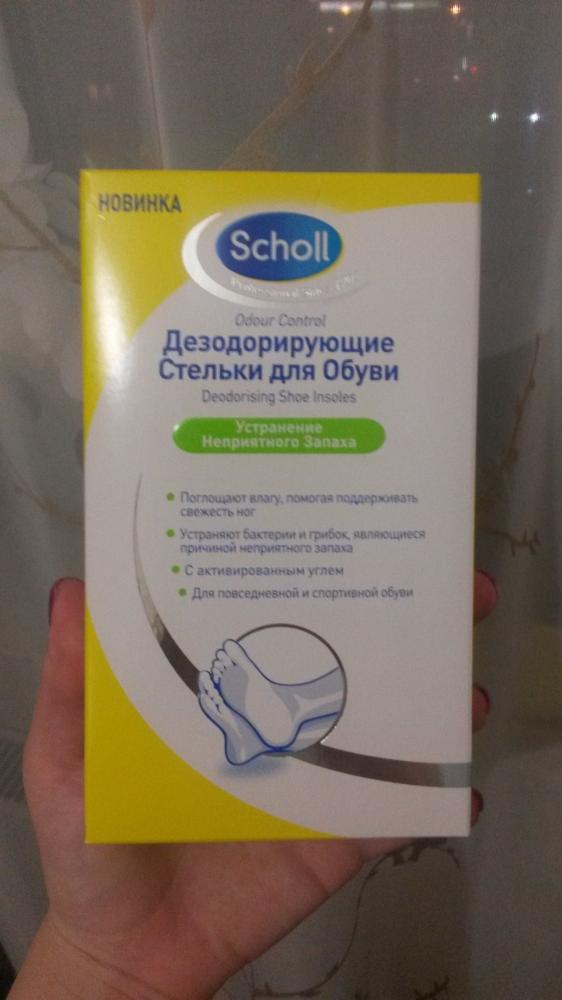 НОВИНКА
Scholl
Odour Control
Дезодорирующие
Стельки для Обуви
Deodorising Shoe Insoles
Устранение
Неприятного Запаха
Поглощают влагу, помогая поддерживать
свежесть ног
Устраняют бактерии и грибок, являющиеся
причиной неприятного запаха
С активированным углем
Для повседневной и спортивной обуви